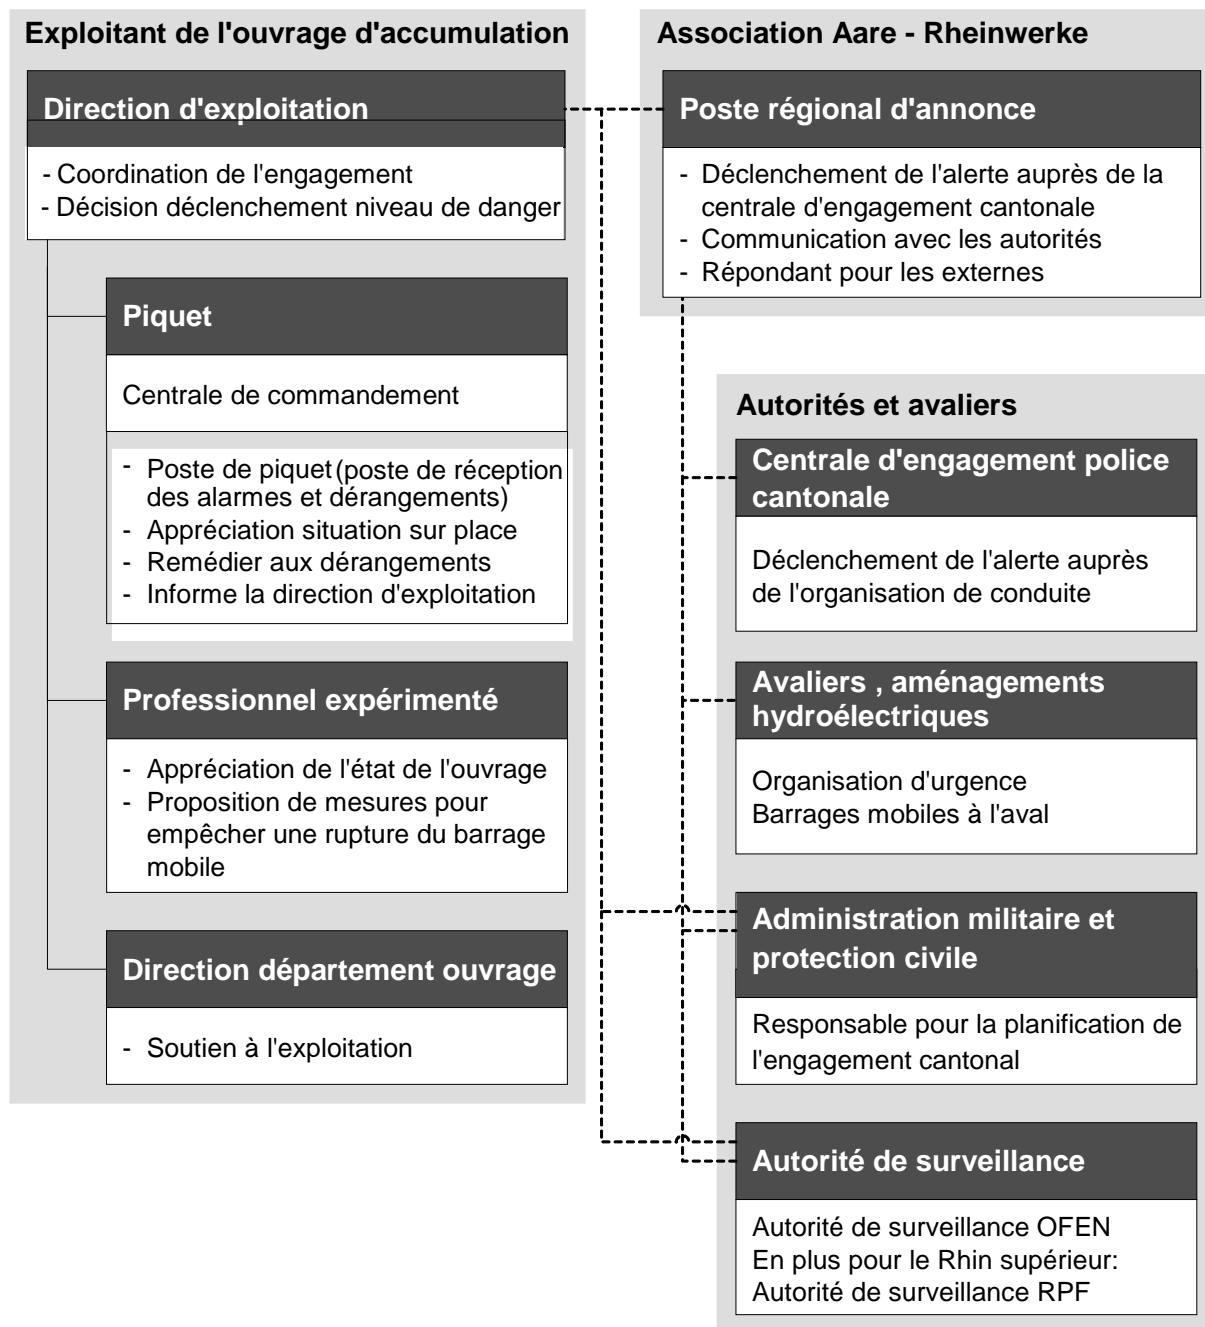 Exploitant de l'ouvrage d'accumulation
Direction d'exploitation
- Coordination de l'engagement
- Décision déclenchement niveau de danger
Piquet
Centrale de commandement
- Poste de piquet (poste de réception
des alarmes et dérangements)
- Appréciation situation sur place
- Remédier aux dérangements
- Informe la direction d'exploitation
Professionnel expérimenté
- Appréciation de l'état de l'ouvrage
- Proposition de mesures pour
empêcher une rupture du barrage
mobile
Direction département ouvrage
- Soutien à l'exploitation
Association Aare - Rheinwerke
Poste régional d'annonce
- Déclenchement de l'alerte auprès de la
centrale d'engagement cantonale
- Communication avec les autorités
- Répondant pour les externes
Autorités et avaliers
Centrale d'engagement police
cantonale
Déclenchement de l'alerte auprès
de l'organisation de conduite
Avaliers , aménagements
hydroélectriques
Organisation d'urgence
Barrages mobiles à l'aval
Administration militaire et
protection civile
Responsable pour la planification de
l'engagement cantonal
Autorité de surveillance
Autorité de surveillance OFEN
En plus pour le Rhin supérieur:
Autorité de surveillance RPF